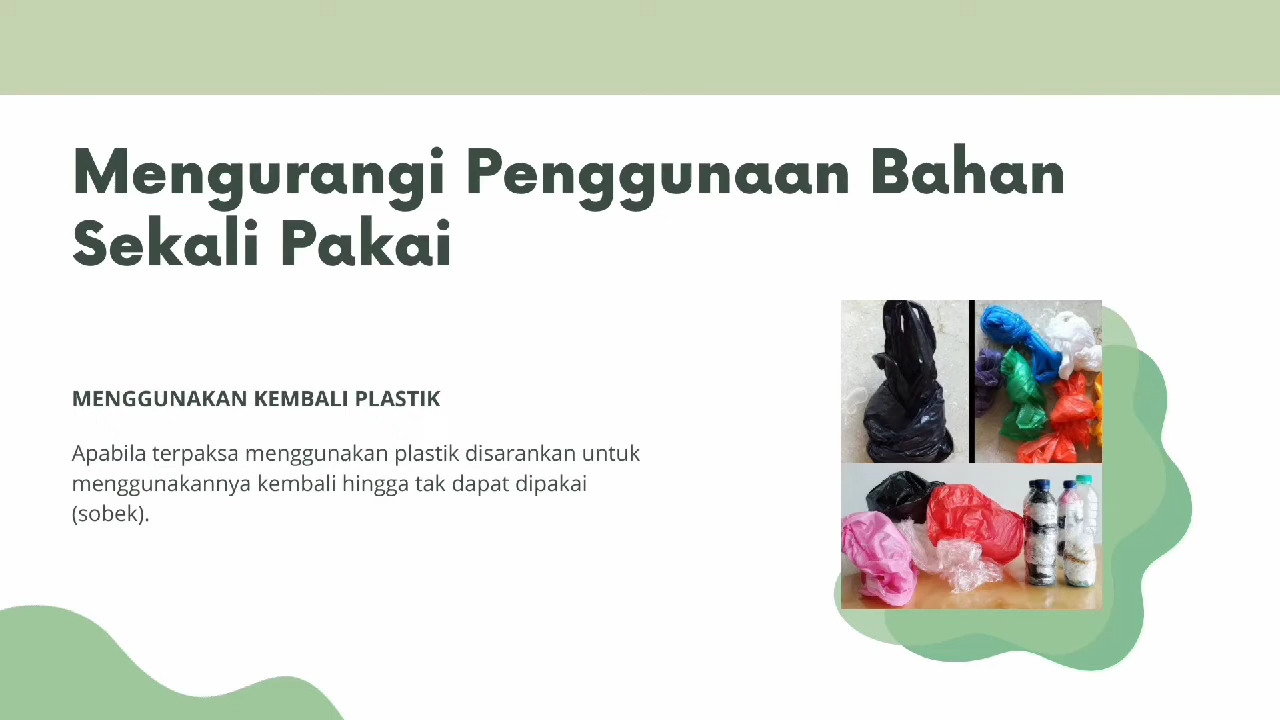 Mengurangi Penggunaan Bahan
Sekali Pakai
MENGGUNAKAN KEMBALI PLASTIK
Apabila terpaksa menggunakan plastik disarankan untuk
menggunakannya kembali hingga tak dapat dipakai
(sobek).